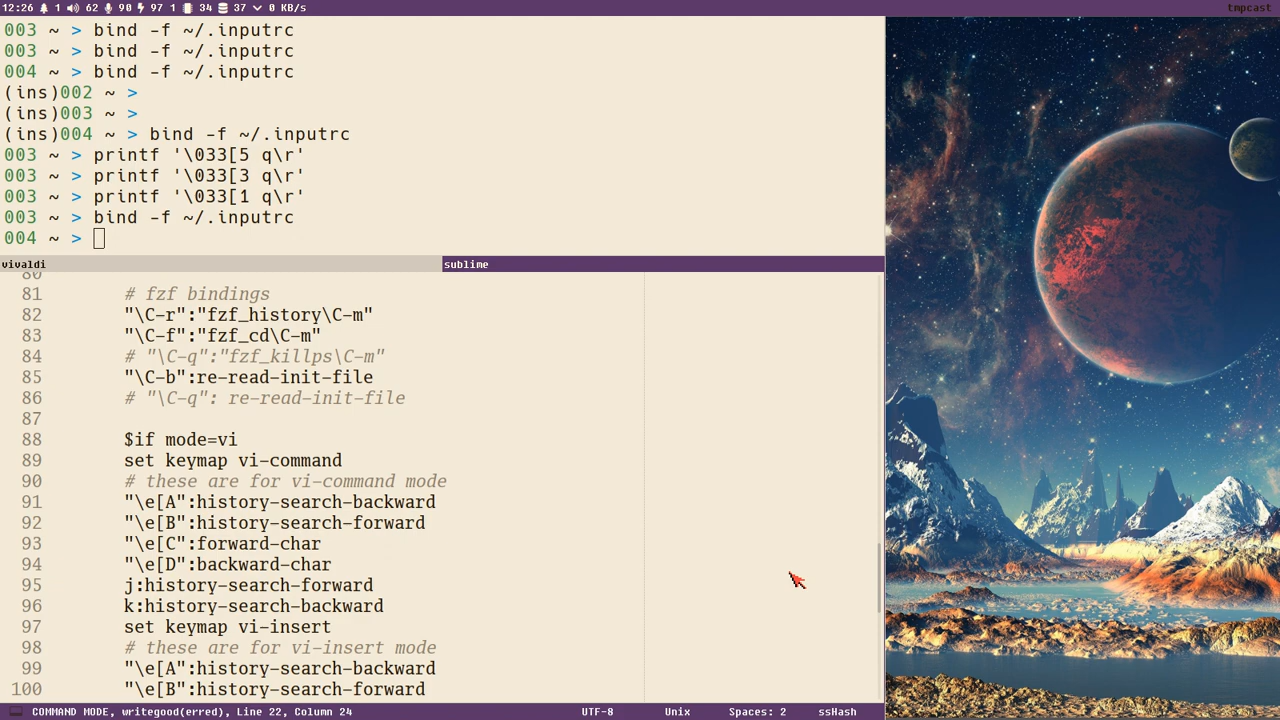 12:26 1 62 90 97 1 34 37 0 KB/s tmpcast
003 ~ > bind -f ~/.inputrc
003 ~ > bind -f ~/.inputrc
004 ~ > bind -f ~/.inputrc
(ins)002 ~ >
(ins)003 ~ >
(ins)004 ~ > bind -f ~/.inputrc
003 ~ > printf '\033[5 q\r'
003 ~ > printf '\033[3 q\r'
003 ~ > printf '\033[1 q\r'
003 ~ > bind -f ~/.inputrc
004 ~ >
vivaldi sublime
80
81 # fzf bindings
82 "\C-r":"fzf_history\C-m"
83 "\C-f":"fzf_cd\C-m"
84 # "\C-q":"fzf_killps\C-m"
85 "\C-b":re-read-init-file
86 # "\C-q": re-read-init-file
87
88 $if mode=vi
89 set keymap vi-command
90 # these are for vi-command mode
91 "\e[A":history-search-backward
92 "\e[B":history-search-forward
93 "\e[C":forward-char
94 "\e[D":backward-char
95 j:history-search-forward
96 k:history-search-backward
97 set keymap vi-insert
98 # these are for vi-insert mode
99 "\e[A":history-search-backward
100 "\e[B":history-search-forward
COMMAND MODE, writegood(erred), Line 22, Column 24 UTF-8 Unix Spaces: 2 ssHash